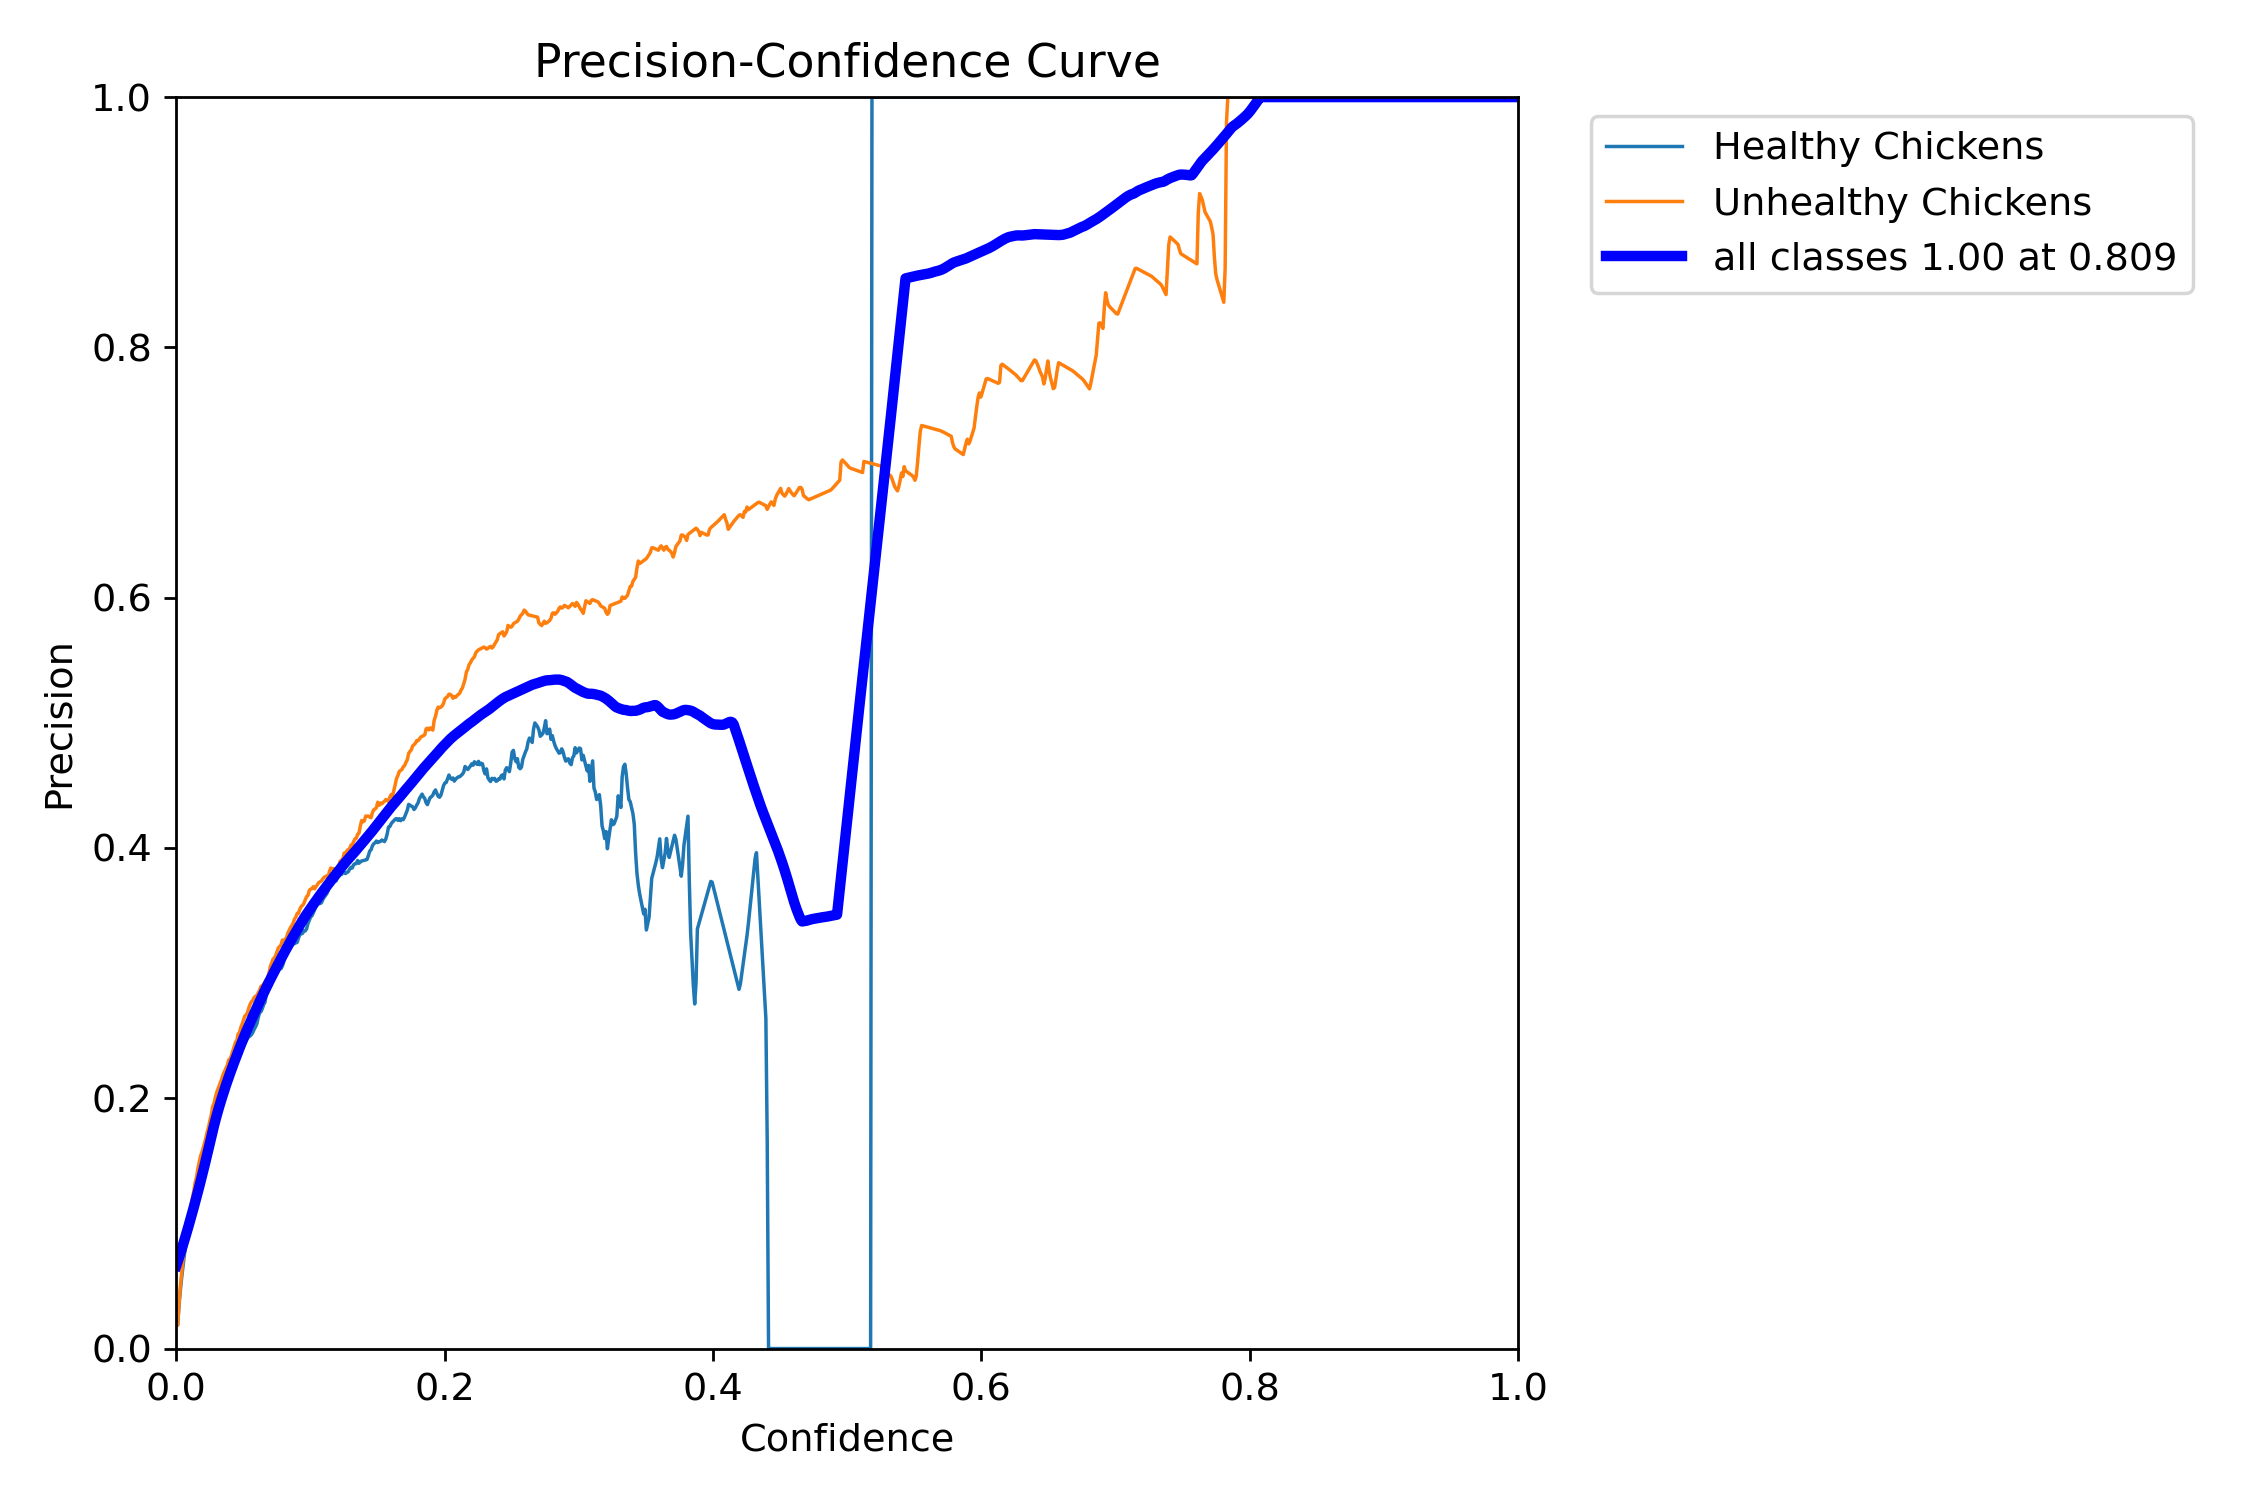 Precision-Confidence Curve
1.0
0.8
0.6
0.4
0.2
0.0
Precision
0.0 0.2 0.4 0.6 0.8 1.0
Confidence
Healthy Chickens
Unhealthy Chickens
all classes 1.00 at 0.809